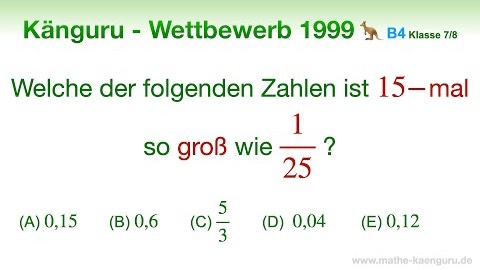 Känguru - Wettbewerb 1999 🦘 B4 Klasse 7/8
Welche der folgenden Zahlen ist 15-mal
so groß wie 1/25 ?
(A) 0,15 (B) 0,6 (C) 5/3 (D) 0,04 (E) 0,12
www.mathe-kaenguru.de